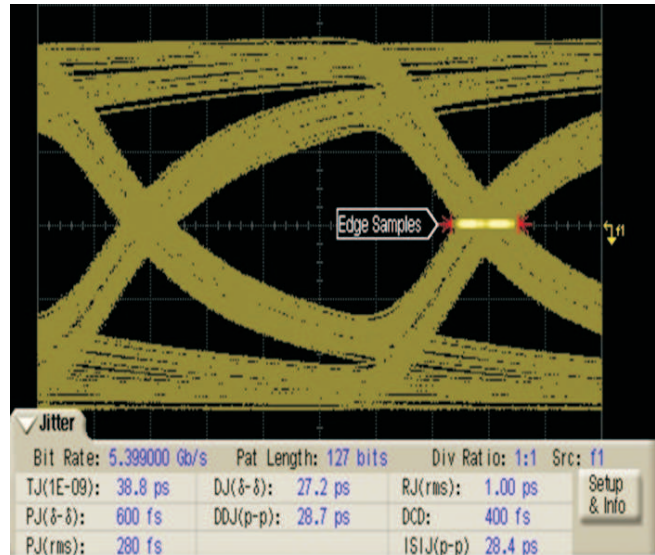 Edge Samples
f1
Jitter
Bit Rate: 5.399000 Gb/s Pat Length: 127 bits Div Ratio: 1:1 Src: f1
TJ(1E-09): 38.8 ps DJ(δ-δ): 27.2 ps RJ(rms): 1.00 ps
PJ(δ-δ): 600 fs DDJ(p-p): 28.7 ps DCD: 400 fs
PJ(rms): 280 fs ISIJ(p-p) 28.4 ps
Setup
& Info